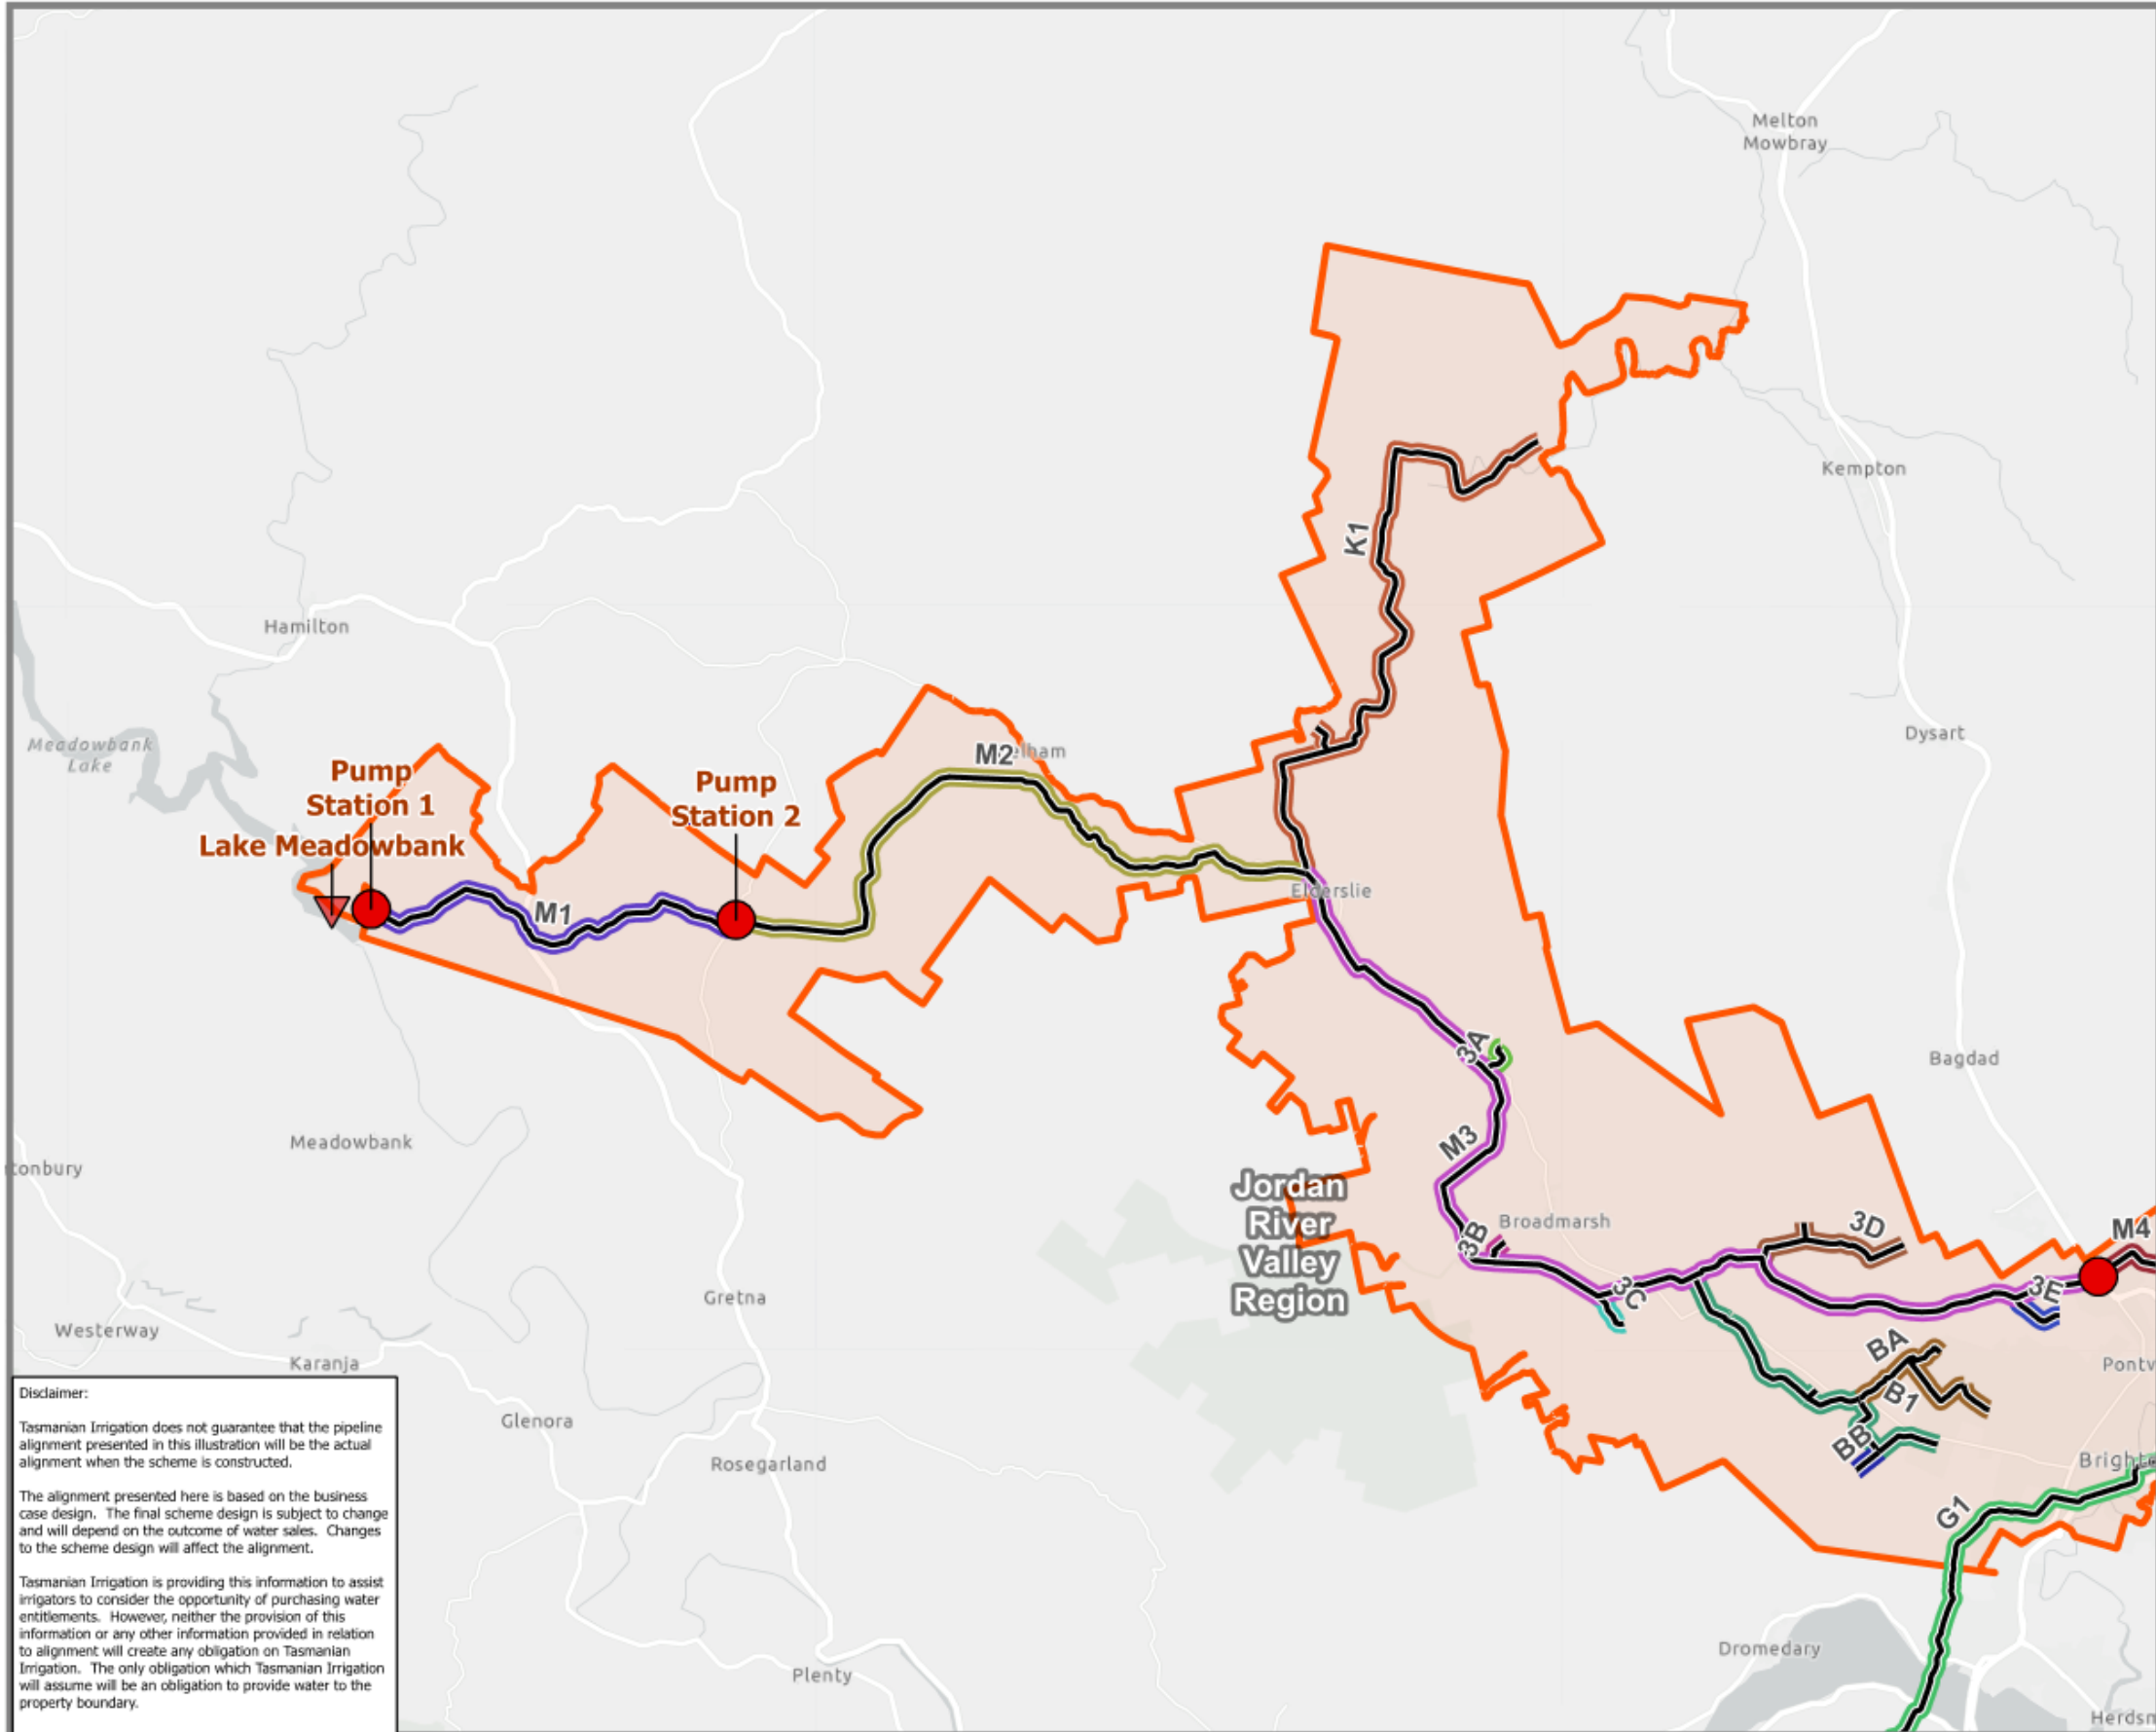 Melton
Mowbray
Kempton
K1
Hamilton
Dysart
Meadowbank
Lake
M2
Pump
Station 1
Pump
Station 2
Lake Meadowbank
Elderslie
M1
3A
Bagdad
Meadowbank
M3
Jordan
River
Valley
Region
3B
Broadmarsh
3D
M4
3C
3E
Gretna
Westerway
Karanja
BA
B1
BB
Glenora
Rosegarland
G1
Dromedary
Plenty
Disclaimer:
Tasmanian Irrigation does not guarantee that the pipeline
alignment presented in this illustration will be the actual
alignment when the scheme is constructed.
The alignment presented here is based on the business
case design.  The final scheme design is subject to change
and will depend on the outcome of water sales.  Changes
to the scheme design will affect the alignment.
Tasmanian Irrigation is providing this information to assist
irrigators to consider the opportunity of purchasing water
entitlements.  However, neither the provision of this
information or any other information provided in relation
to alignment will create any obligation on Tasmanian
Irrigation.  The only obligation which Tasmanian Irrigation
will assume will be an obligation to provide water to the
property boundary.